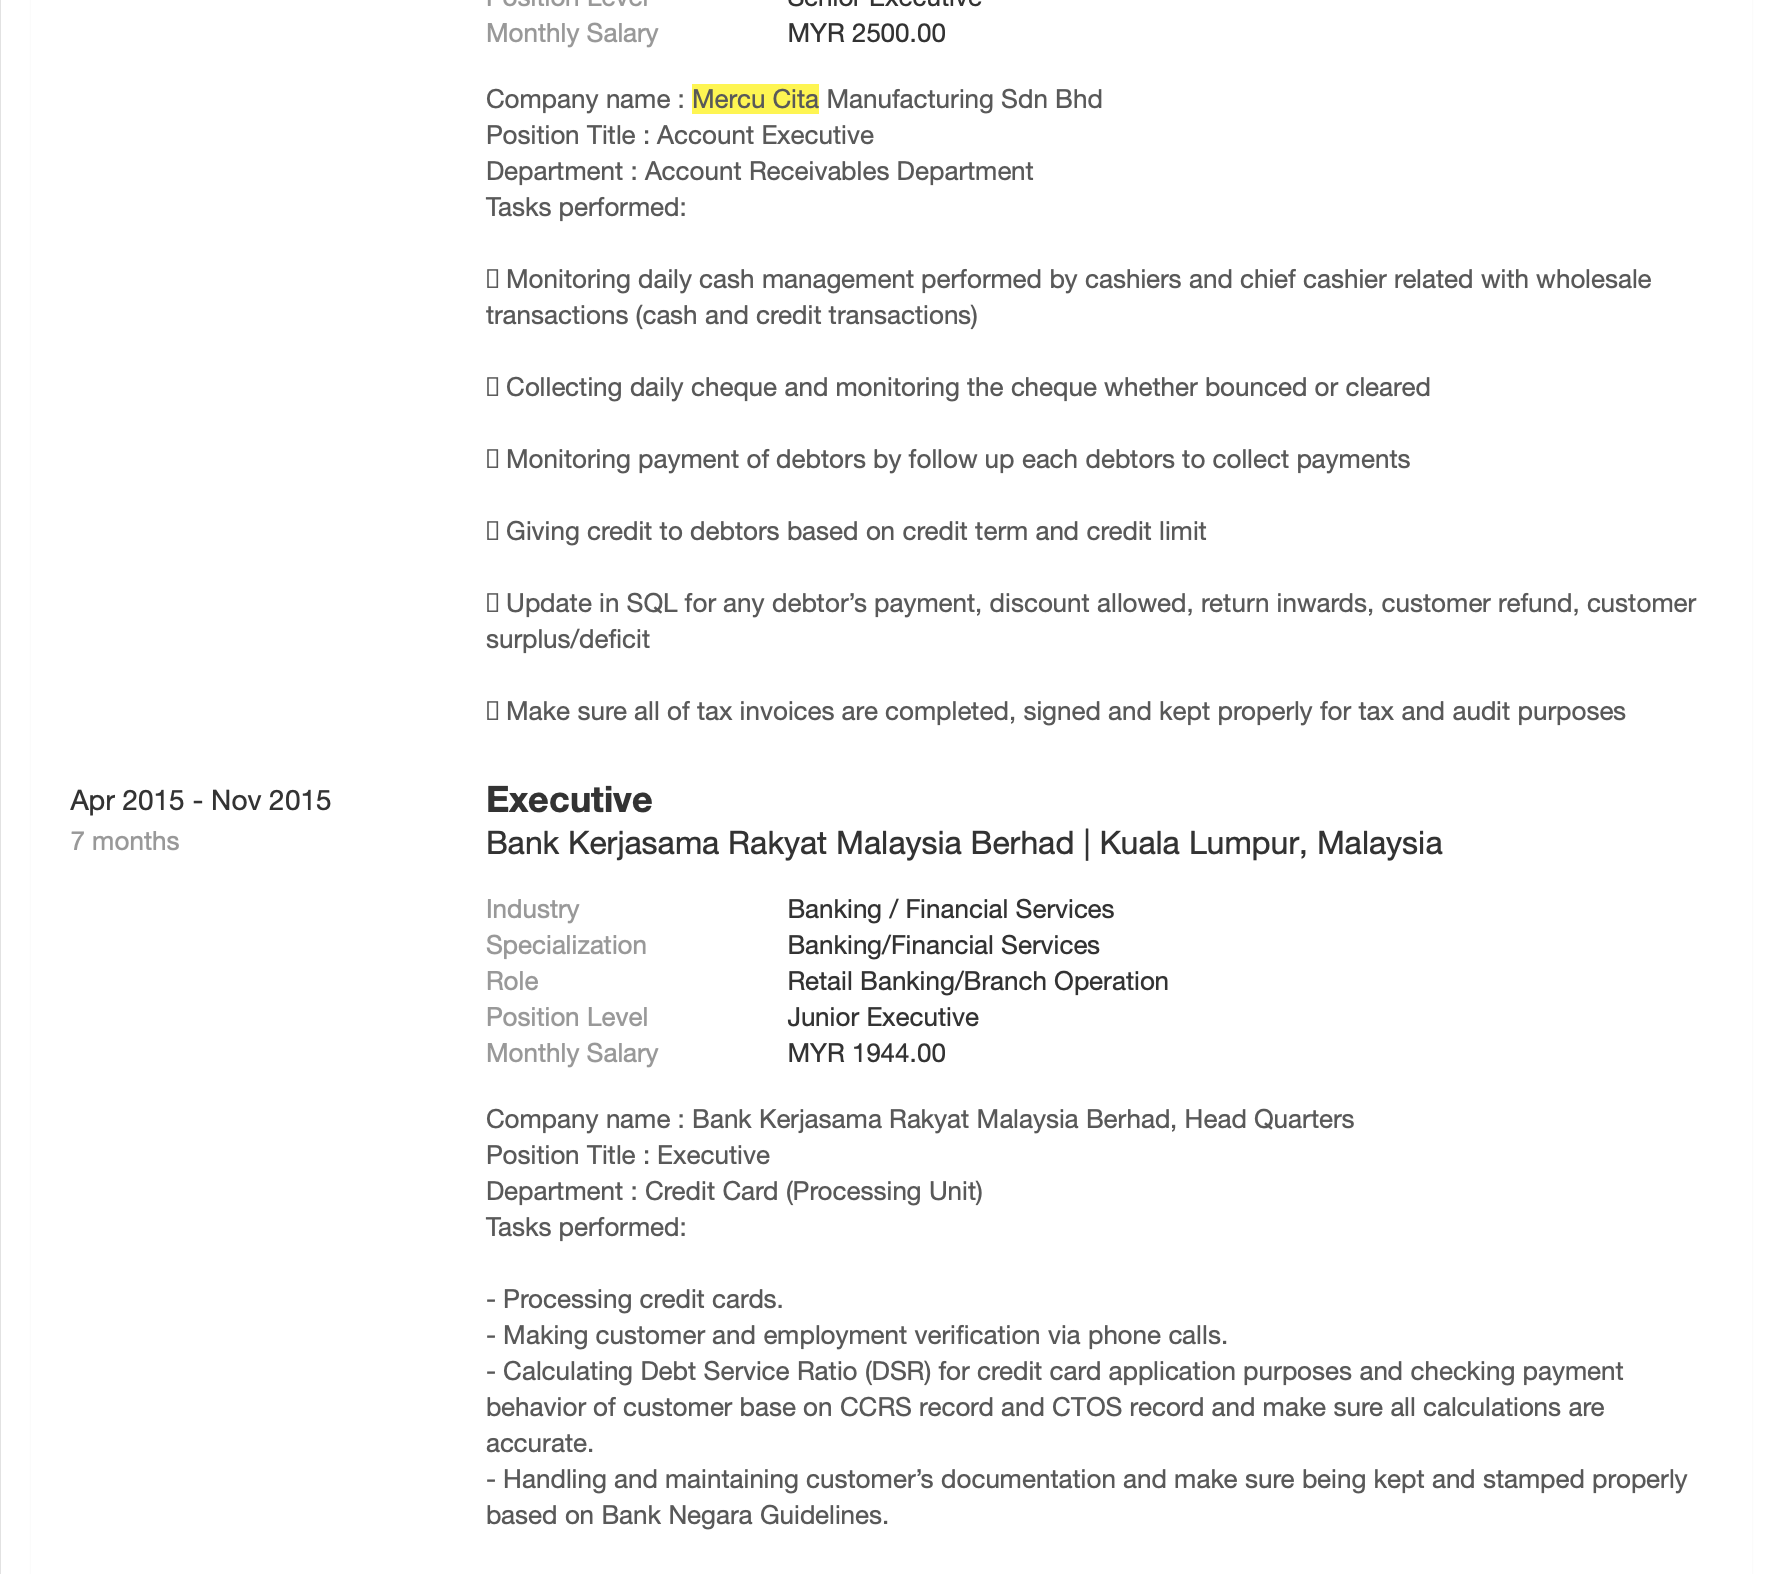 Position Level Senior Executive
Monthly Salary MYR 2500.00
Company name : Mercu Cita Manufacturing Sdn Bhd
Position Title : Account Executive
Department : Account Receivables Department
Tasks performed:
▯ Monitoring daily cash management performed by cashiers and chief cashier related with wholesale
transactions (cash and credit transactions)
▯ Collecting daily cheque and monitoring the cheque whether bounced or cleared
▯ Monitoring payment of debtors by follow up each debtors to collect payments
▯ Giving credit to debtors based on credit term and credit limit
▯ Update in SQL for any debtor’s payment, discount allowed, return inwards, customer refund, customer
surplus/deficit
▯ Make sure all of tax invoices are completed, signed and kept properly for tax and audit purposes
Apr 2015 - Nov 2015 Executive
7 months Bank Kerjasama Rakyat Malaysia Berhad | Kuala Lumpur, Malaysia
Industry Banking / Financial Services
Specialization Banking/Financial Services
Role Retail Banking/Branch Operation
Position Level Junior Executive
Monthly Salary MYR 1944.00
Company name : Bank Kerjasama Rakyat Malaysia Berhad, Head Quarters
Position Title : Executive
Department : Credit Card (Processing Unit)
Tasks performed:
- Processing credit cards.
- Making customer and employment verification via phone calls.
- Calculating Debt Service Ratio (DSR) for credit card application purposes and checking payment
behavior of customer base on CCRS record and CTOS record and make sure all calculations are
accurate.
- Handling and maintaining customer’s documentation and make sure being kept and stamped properly
based on Bank Negara Guidelines.